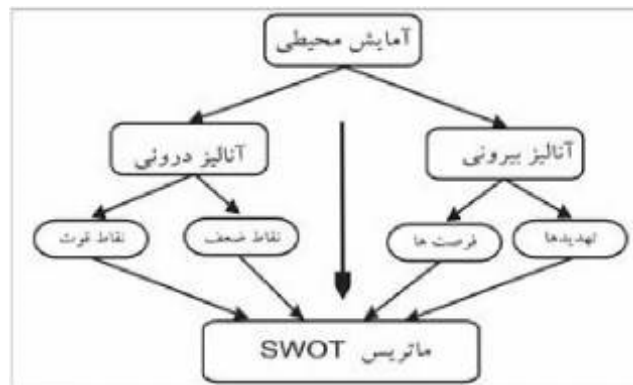 آمایش محیطی
آنالیز بیرونی
آنالیز درونی
تهدیدها
فرصت ها
نقاط ضعف
نقاط قوت
ماتریس SWOT